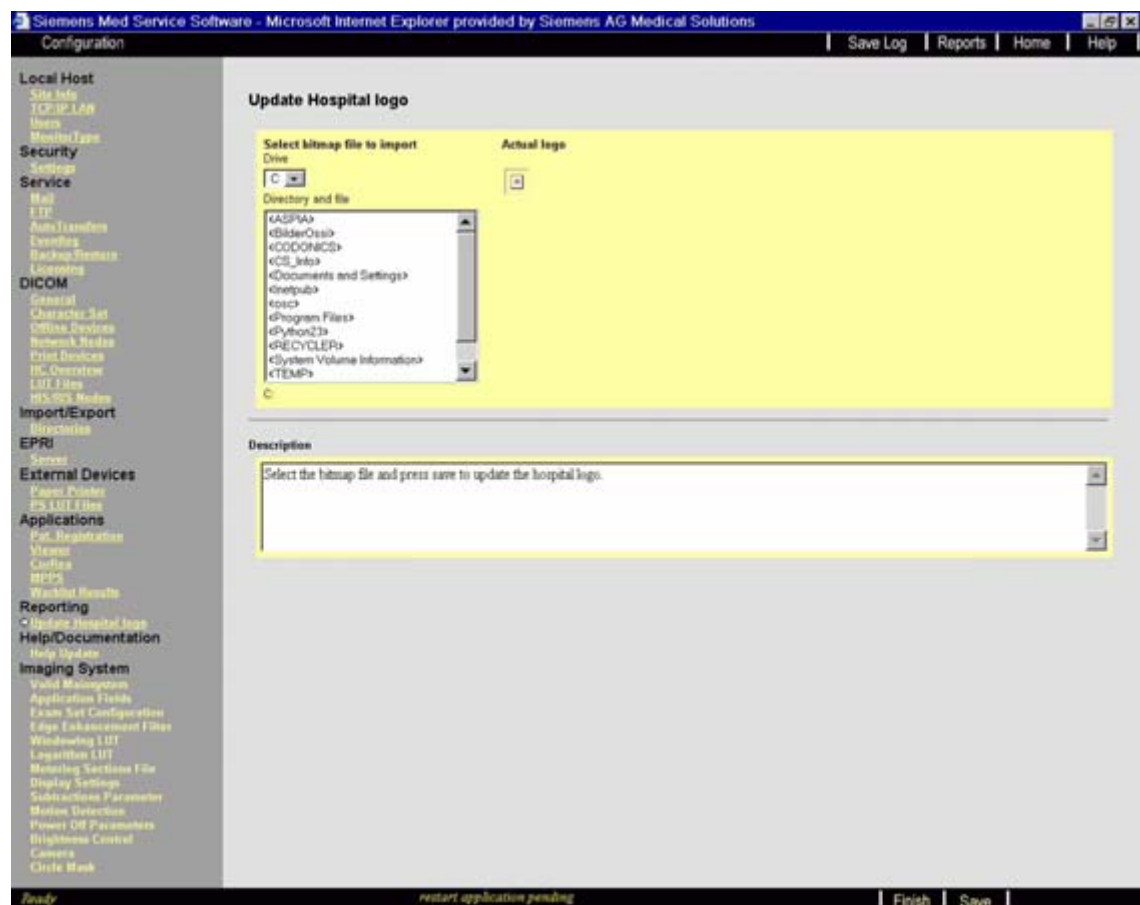 Siemens Med Service Software - Microsoft Internet Explorer provided by Siemens AG Medical Solutions
Configuration
Save Log
Reports
Home
Help
Local Host
Site Info
TCP/IP LAN
Users
MonitorType
Security
Settings
Service
Mail
FTP
AutoTransfers
Eventlog
Backup/Restore
Licensing
DICOM
General
Character Set
Offline Devices
Network Nodes
Print Devices
HC Overview
LUT Files
HIS/RIS Nodes
Import/Export
Directories
EPRI
Server
External Devices
Paper Printer
PS LUT Files
Applications
Pat. Registration
Viewer
MPPS
Worklist Results
Reporting
Update Hospital logo
Help/Documentation
Help Update
Imaging System
Valid Mainsystem
Application Fields
Exam Set Configuration
Edge Enhancement Filter
Windowing LUT
Logarithm LUT
Metering Sections File
Display Settings
Subtractions Parameter
Motion Detection
Power Off Parameters
Brightness Control
Camera
Circle Mask
Update Hospital logo
Select bitmap file to import
Actual logo
Drive
C
Directory and file
<ASPIA>
<BilderOssi>
<CODONICS>
<CS_Info>
<Documents and Settings>
<Inetpub>
<osc>
<Program Files>
<Python23>
<RECYCLER>
<System Volume Information>
<TEMP>
C:
Description
Select the bitmap file and press save to update the hospital logo.
Ready
restart application pending
Finish
Save